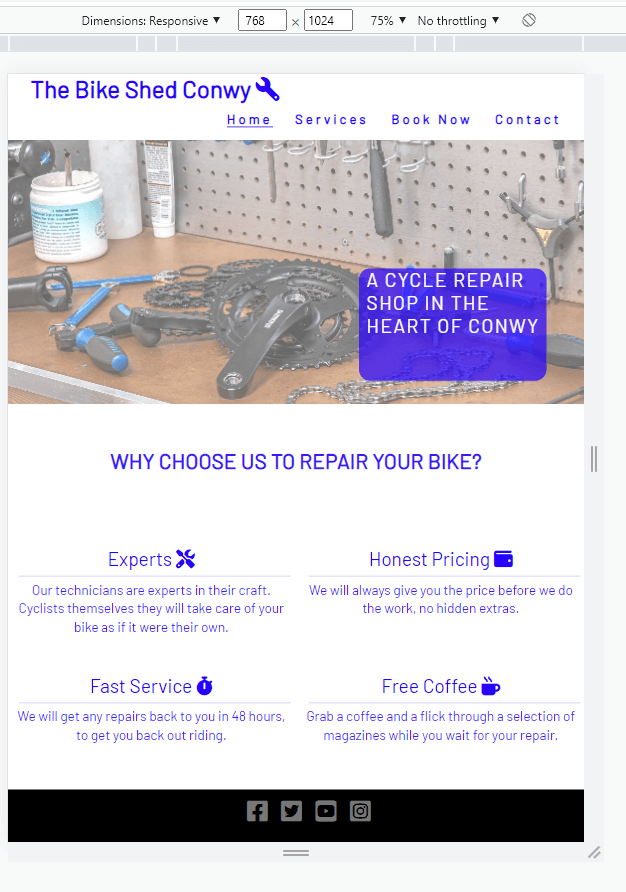 Dimensions: Responsive ▼ 768 × 1024 75% ▼ No throttling ▼
The Bike Shed Conwy
Home Services Book Now Contact
A CYCLE REPAIR
SHOP IN THE
HEART OF CONWY
WHY CHOOSE US TO REPAIR YOUR BIKE?
Experts
Our technicians are experts in their craft.
Cyclists themselves they will take care of your
bike as if it were their own.
Honest Pricing
We will always give you the price before we do
the work, no hidden extras.
Fast Service
We will get any repairs back to you in 48 hours,
to get you back out riding.
Free Coffee
Grab a coffee and a flick through a selection of
magazines while you wait for your repair.